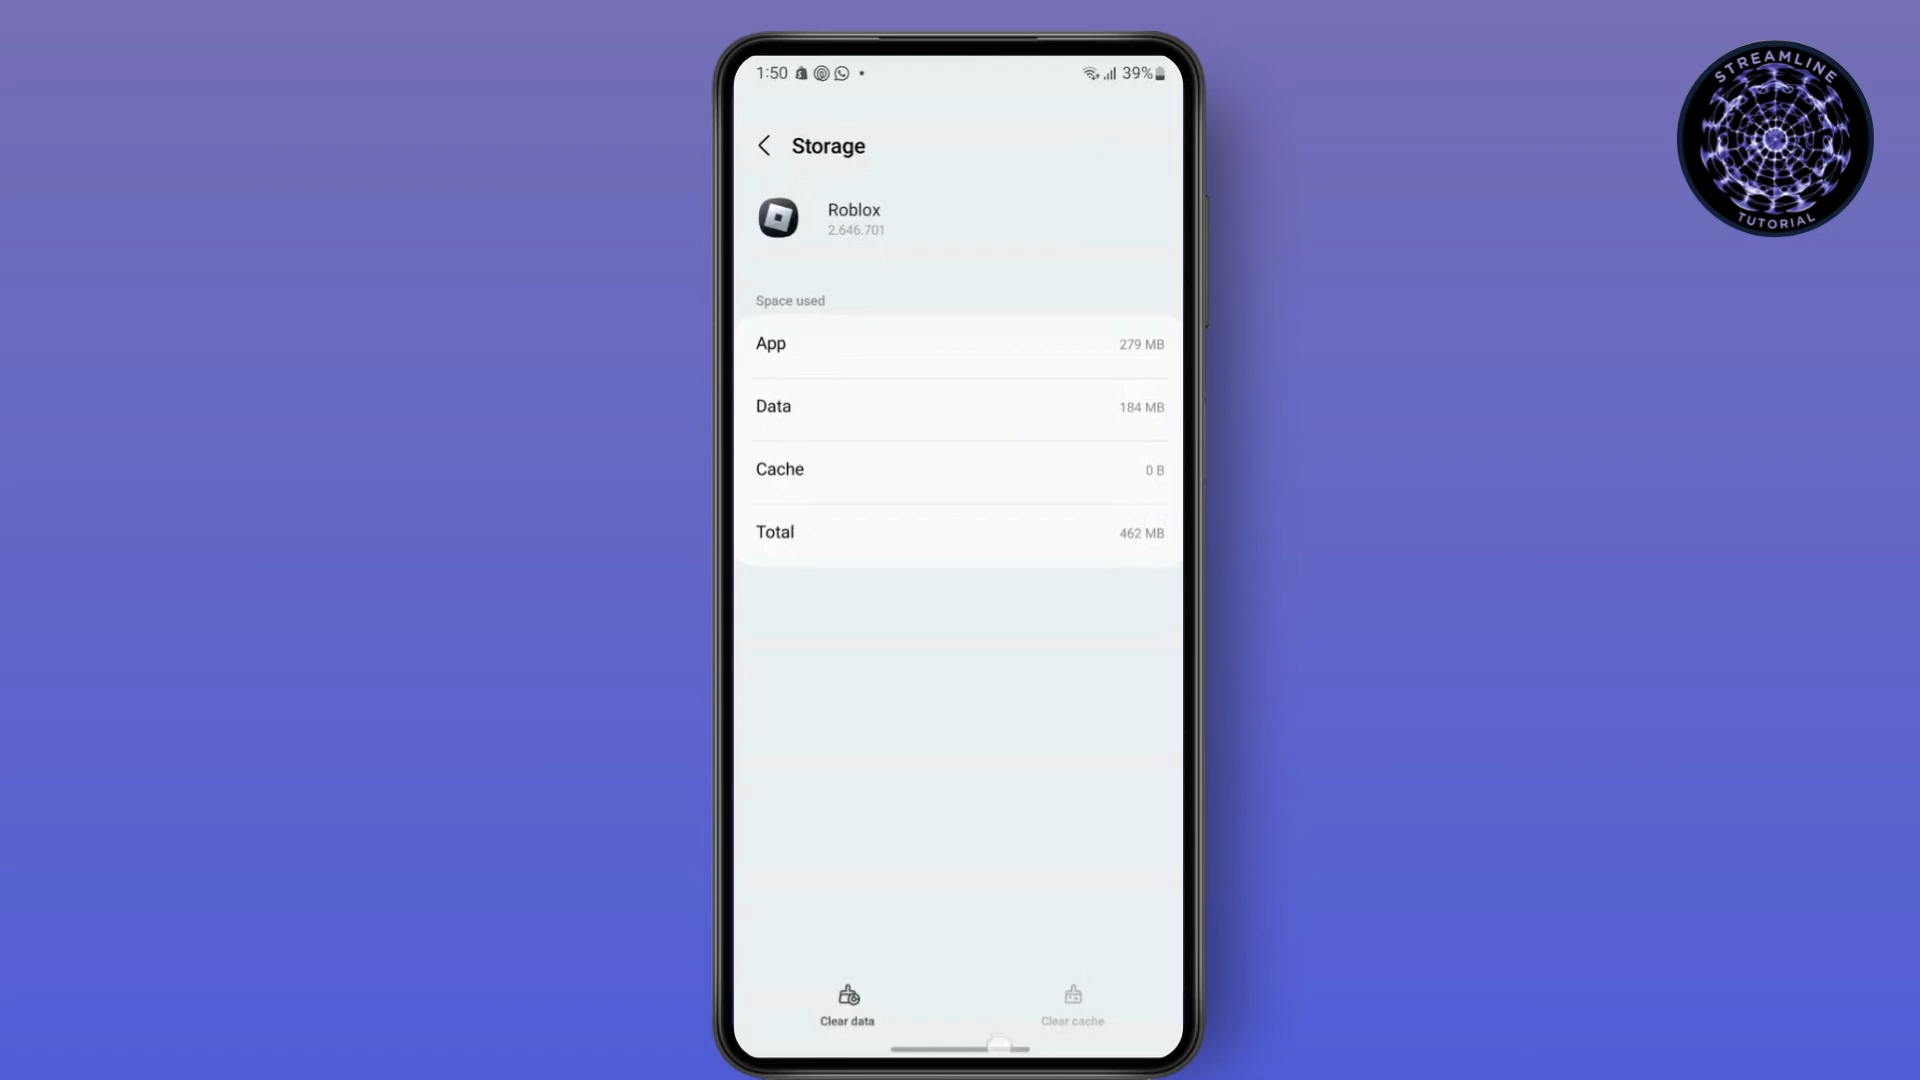 STREAMLINE
TUTORIAL
1:50
39%
Storage
Roblox
2.646.701
Space used
App 279 MB
Data 184 MB
Cache 0 B
Total 462 MB
Clear data Clear cache